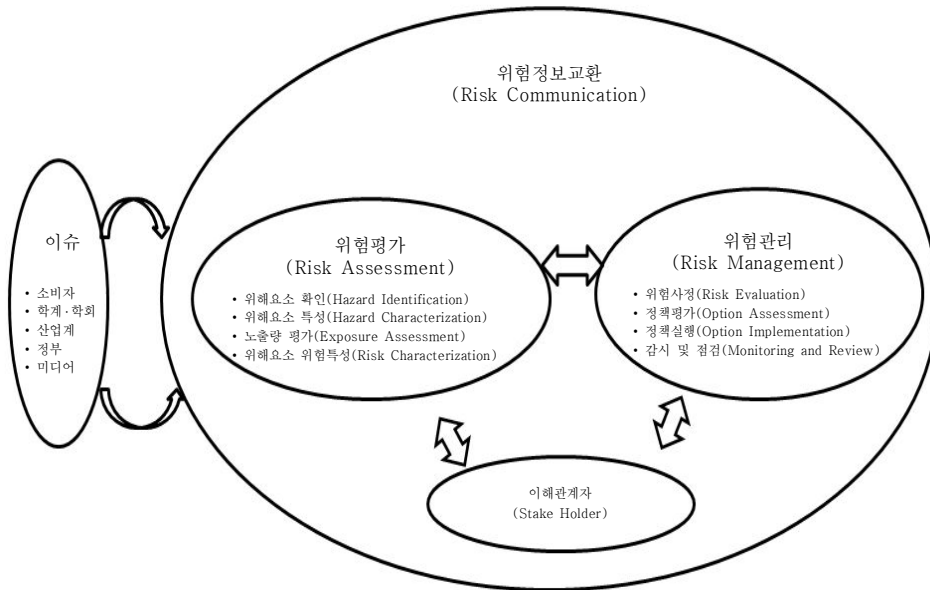 위험정보교환
(Risk Communication)
이슈
• 소비자
• 학계·학회
• 산업계
• 정부
• 미디어
위험평가
(Risk Assessment)
• 위해요소 확인(Hazard Identification)
• 위해요소 특성(Hazard Characterization)
• 노출량 평가(Exposure Assessment)
• 위해요소 위험특성(Risk Characterization)
위험관리
(Risk Management)
• 위험사정(Risk Evaluation)
• 정책평가(Option Assessment)
• 정책실행(Option Implementation)
• 감시 및 점검(Monitoring and Review)
이해관계자
(Stake Holder)